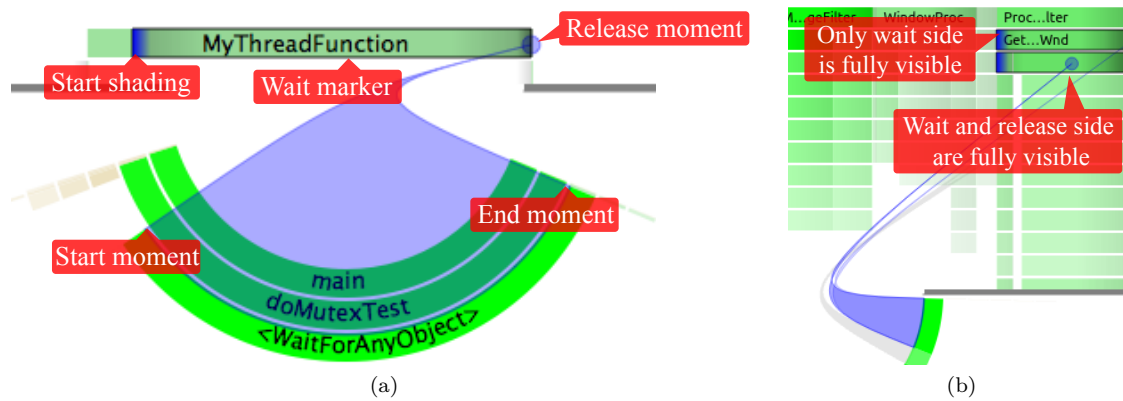 MyThreadFunction
Release moment
Start shading
Wait marker
Start moment
End moment
main
doMutexTest
<WaitForAnyObject>
(a)
M...geFilter WindowProc Proc...lter
Only wait side
is fully visible
Get...Wnd
Wait and release side
are fully visible
(b)